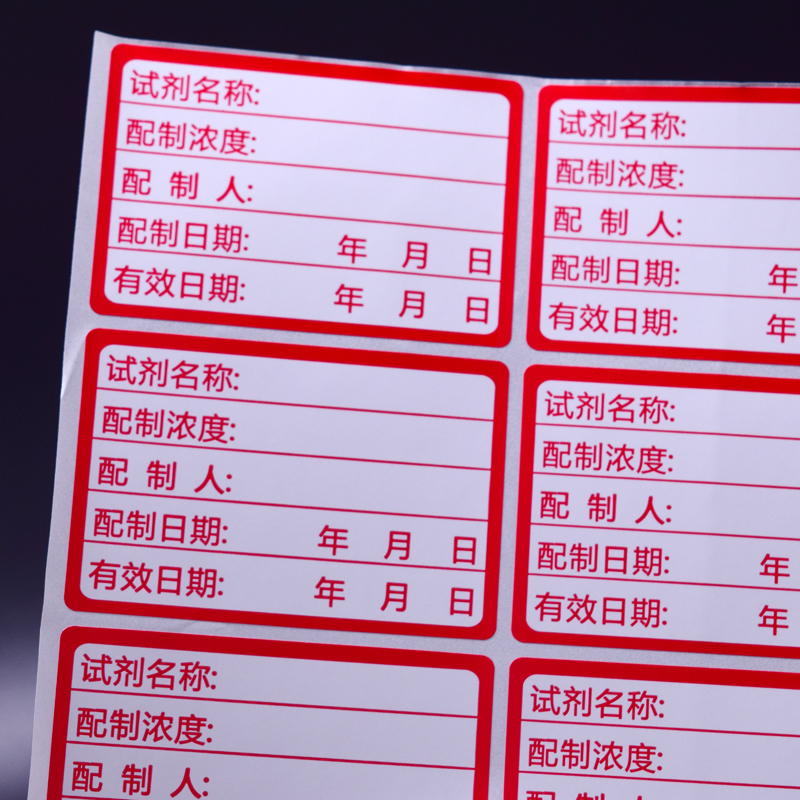 试剂名称:
配制浓度:
配 制 人:
配制日期: 年 月 日
有效日期: 年 月 日
试剂名称:
配制浓度:
配 制 人:
配制日期: 年
有效日期: 年
试剂名称:
配制浓度:
配 制 人:
配制日期: 年 月 日
有效日期: 年 月 日
试剂名称:
配制浓度:
配 制 人:
配制日期: 年
有效日期: 年
试剂名称:
配制浓度:
配 制 人:
试剂名称:
配制浓度: